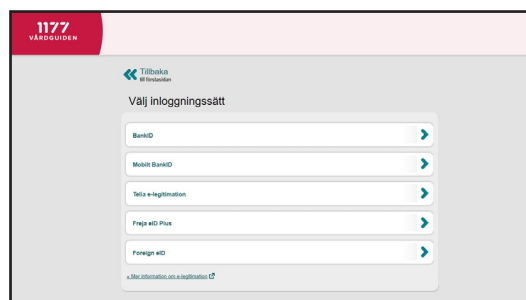 1177
VÅRDGUIDEN
Tillbaka
till förstasidan
Välj inloggningssätt
BankID
Mobilt BankID
Telia e-legitimation
Freja eID Plus
Foreign eID
» Mer information om e-legitimation